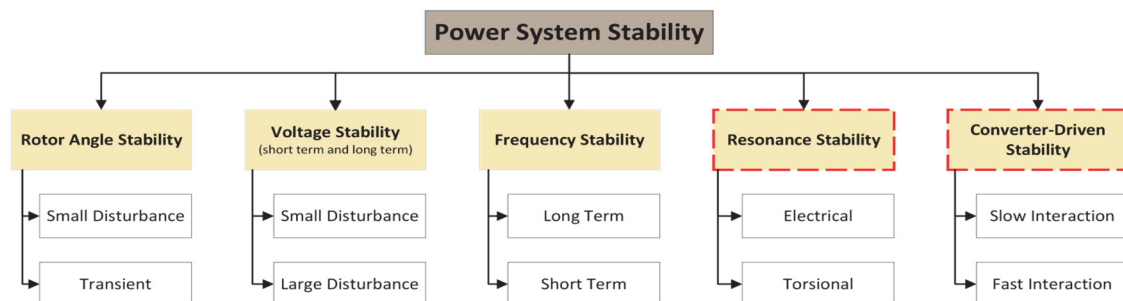 Power System Stability
Rotor Angle Stability
Voltage Stability
(short term and long term)
Frequency Stability
Resonance Stability
Converter-Driven
Stability
Small Disturbance
Small Disturbance
Long Term
Electrical
Slow Interaction
Transient
Large Disturbance
Short Term
Torsional
Fast Interaction